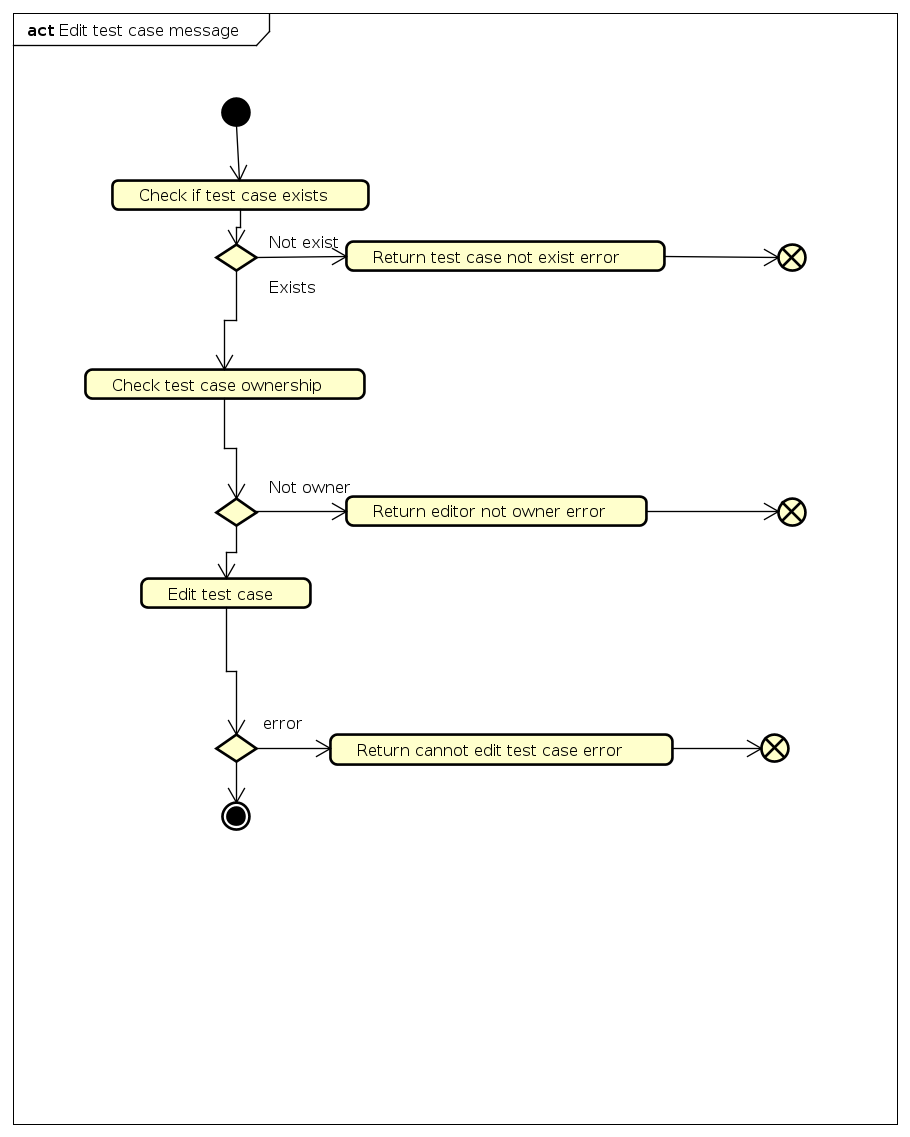 act Edit test case message
Check if test case exists
Not exist
Return test case not exist error
Exists
Check test case ownership
Not owner
Return editor not owner error
Edit test case
error
Return cannot edit test case error